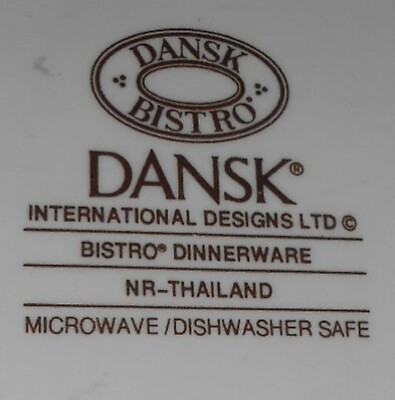 DANSK
BISTRO
DANSK®
INTERNATIONAL DESIGNS LTD ©
BISTRO® DINNERWARE
NR-THAILAND
MICROWAVE /DISHWASHER SAFE